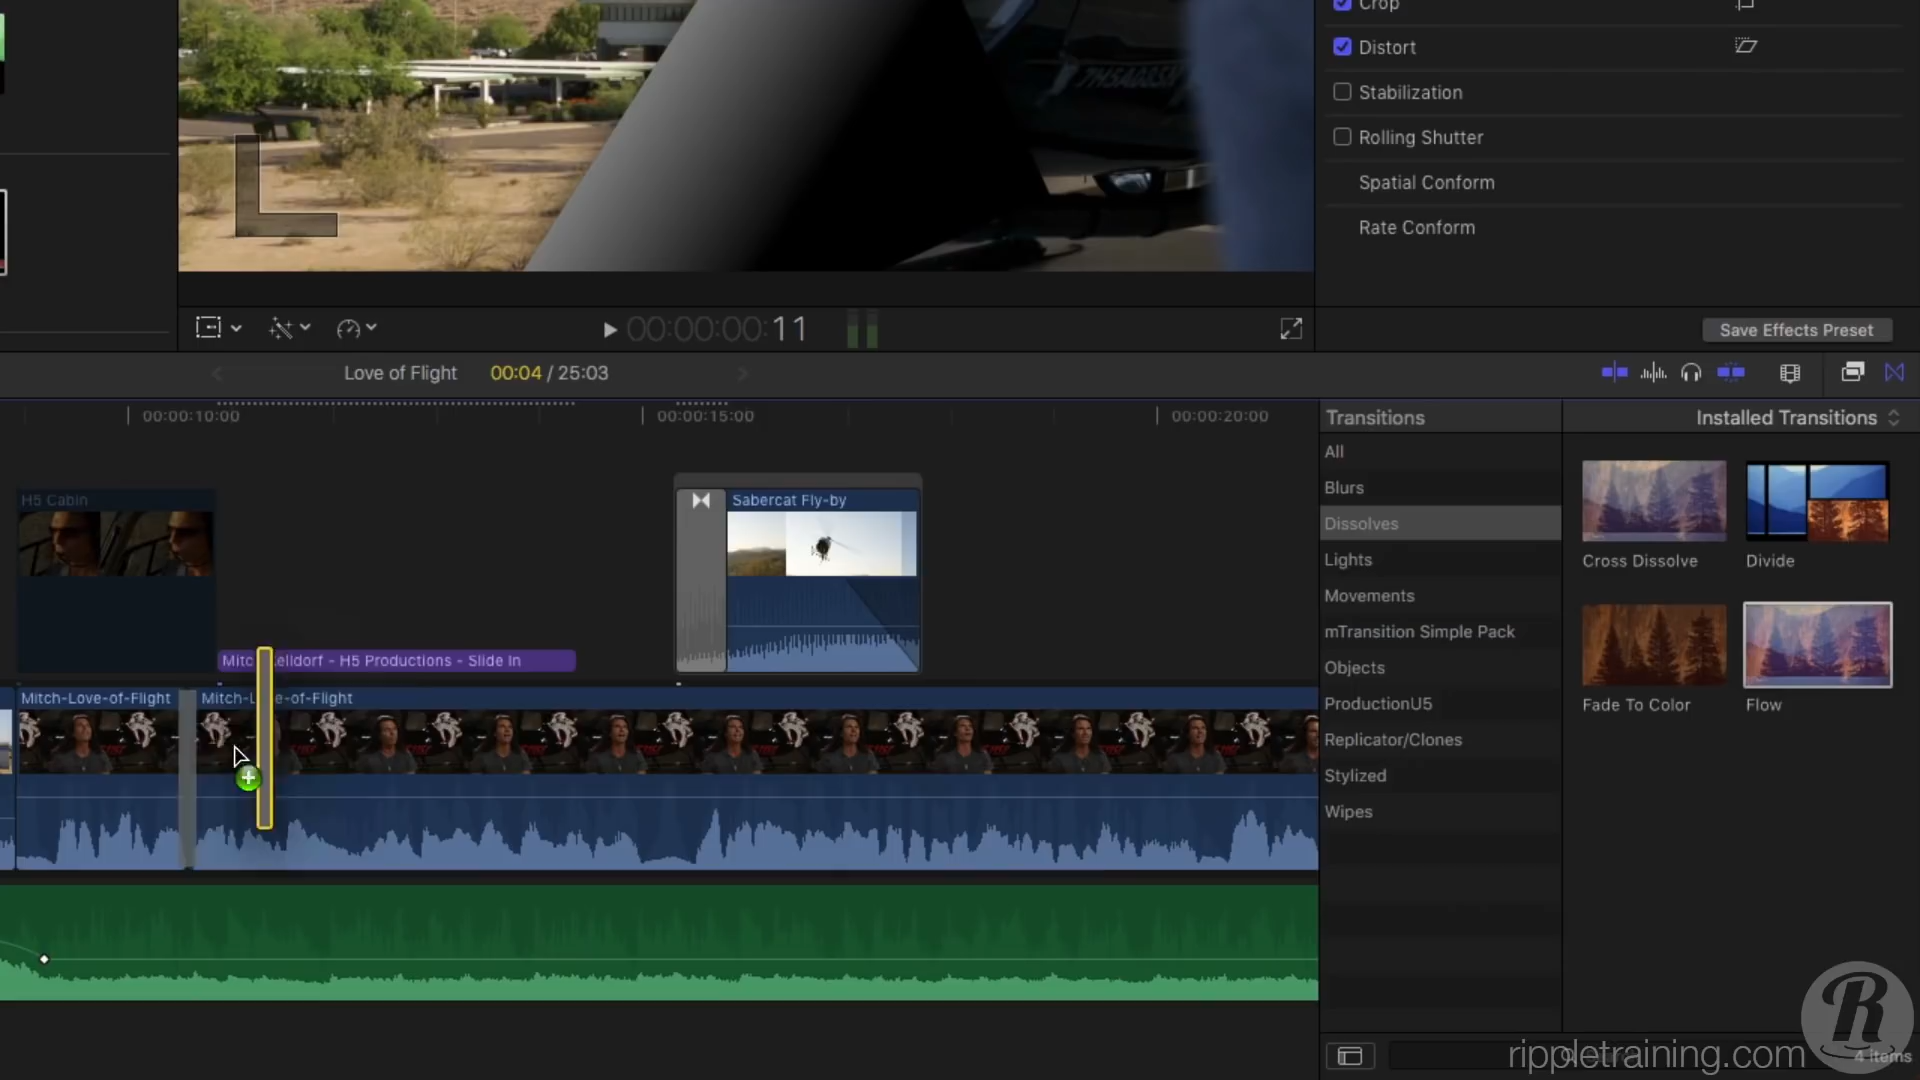 Crop
Distort
Stabilization
Rolling Shutter
Spatial Conform
Rate Conform
00:00:00:11
Save Effects Preset
Love of Flight 00:04 / 25:03
00:00:10:00 00:00:15:00 00:00:20:00
Transitions
Installed Transitions
All
Blurs
Dissolves
Lights
Movements
mTransition Simple Pack
Objects
ProductionU5
Replicator/Clones
Stylized
Wipes
Cross Dissolve
Divide
Fade To Color
Flow
H5 Cabin
Sabercat Fly-by
H5 Productions - Slide In
Mitch-Love-of-Flight
Mitch-L e-of-Flight
4 items
rippletraining.com
R